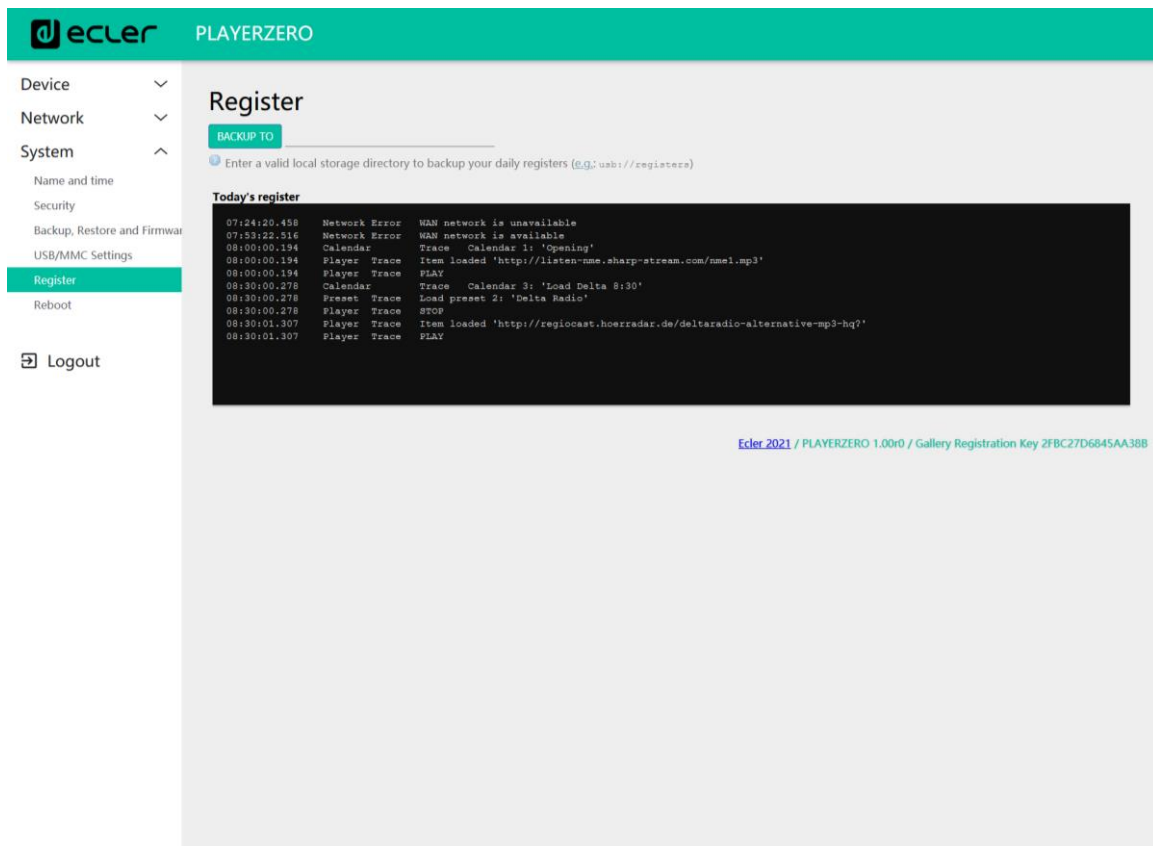 ecler PLAYERZERO
Device
Network
System
Name and time
Security
Backup, Restore and Firmwar
USB/MMC Settings
Register
Reboot
Logout
Register
BACKUP TO
Enter a valid local storage directory to backup your daily registers (e.g.: usb://registers)
Today's register
07:24:20.458 Network Error WAN network is unavailable
07:53:22.516 Network Error WAN network is available
08:00:00.194 Calendar Trace Calendar 1: 'Opening'
08:00:00.194 Player Trace Item loaded 'http://listen-nme.sharp-stream.com/nme1.mp3'
08:00:00.194 Player Trace PLAY
08:30:00.278 Calendar Trace Calendar 3: 'Load Delta 8:30'
08:30:00.278 Preset Trace Load preset 2: 'Delta Radio'
08:30:00.278 Player Trace STOP
08:30:01.307 Player Trace Item loaded 'http://regiocast.hoerradar.de/deltaradio-alternative-mp3-hq?'
08:30:01.307 Player Trace PLAY
Ecler 2021 / PLAYERZERO 1.00r0 / Gallery Registration Key 2FBC27D6845AA38B